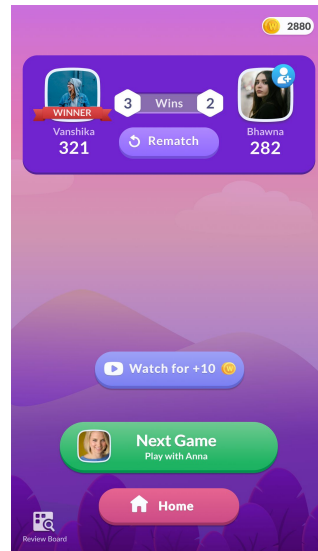 2880
WINNER
3 Wins 2
Vanshika
321
Rematch
Bhawna
282
Watch for +10 W
Next Game
Play with Anna
Home
Review Board